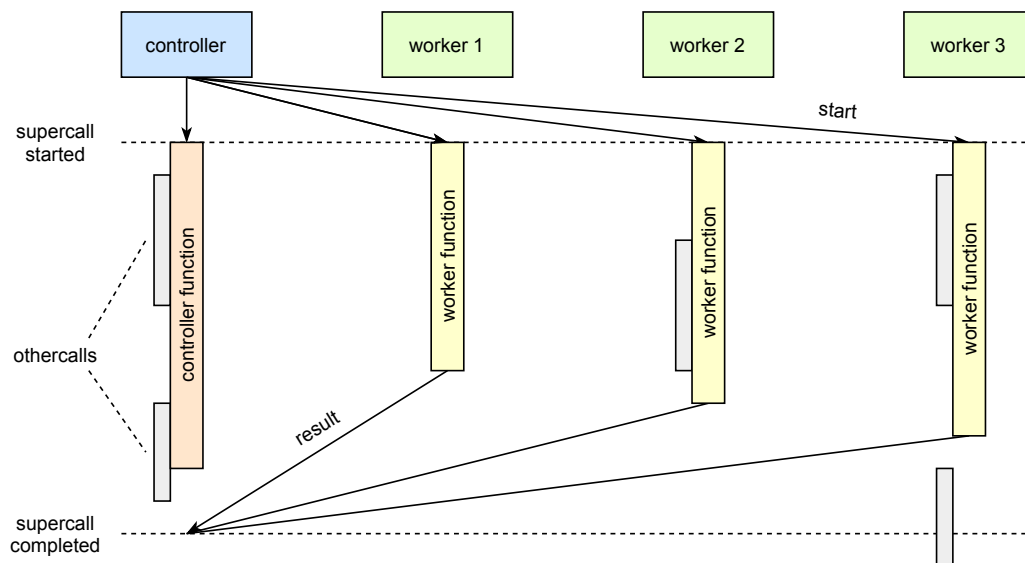 controller
worker 1
worker 2
worker 3
start
supercall
started
controller function
worker function
worker function
worker function
othercalls
result
supercall
completed